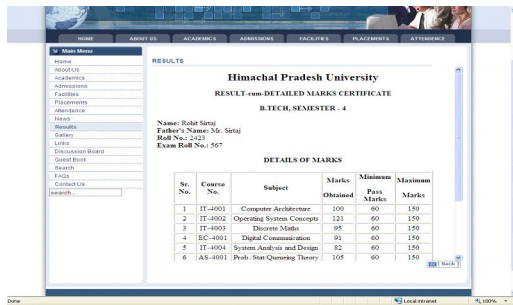 HOME ABOUT US ACADEMICS ADMISSIONS FACILITIES PLACEMENTS ATTENDENCE
Main Menu
Home
About Us
Academics
Admissions
Facilities
Placements
Attendence
News
Results
Gallery
Links
Discussion Board
Guest Book
Search
FAQs
Contact Us
search...
RESULTS
Himachal Pradesh University
RESULT-cum-DETAILED MARKS CERTIFICATE
B.TECH, SEMESTER - 4
Name: Rohit Sirtaj
Father's Name: Mr. Sirtaj
Roll No.: 2423
Exam Roll No.: 567
DETAILS OF MARKS
Sr. No. Course No. Subject Marks Obtained Minimum Pass Marks Maximum Marks
1 IT-4001 Computer Architecture 100 60 150
2 IT-4002 Operating System Concepts 121 60 150
3 IT-4003 Discrete Maths 95 60 150
4 EC-4001 Digital Communication 91 60 150
5 IT-4004 System Analysis and Design 82 60 150
6 AS-4001 Prob./Stat/Queueing Theory 105 60 150
[ Back ]
Done Local intranet 100%